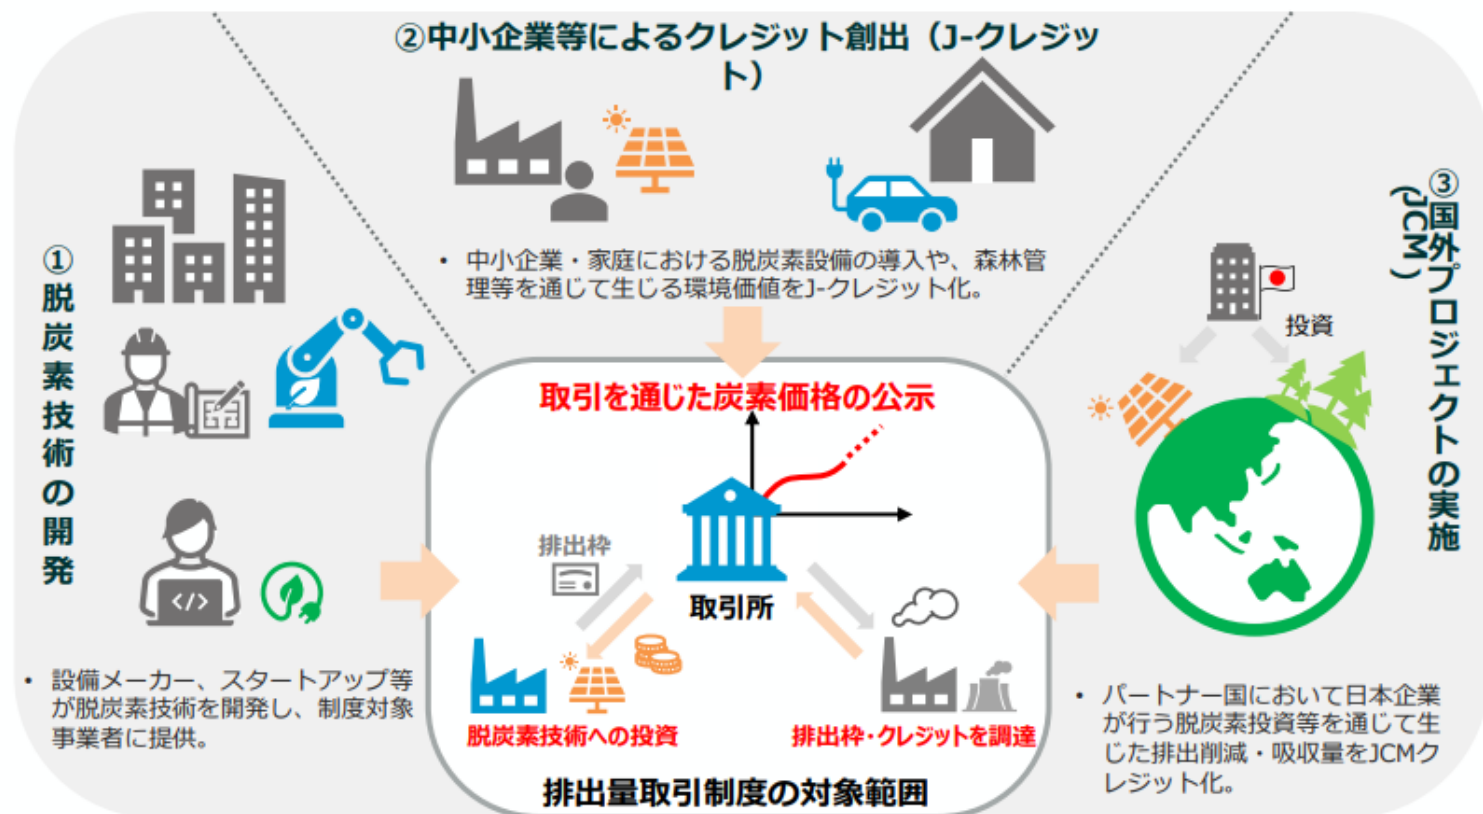 ②中小企業等によるクレジット創出（J-クレジッ
ト）
①脱炭素技術の開発
③国外プロジェクトの実施
(JCM)
• 中小企業・家庭における脱炭素設備の導入や、森林管
理等を通じて生じる環境価値をJ-クレジット化。
投資
取引を通じた炭素価格の公示
排出枠
取引所
脱炭素技術への投資
排出枠・クレジットを調達
排出量取引制度の対象範囲
• 設備メーカー、スタートアップ等
が脱炭素技術を開発し、制度対象
事業者に提供。
• パートナー国において日本企業
が行う脱炭素投資等を通じて生
じた排出削減・吸収量をJCMク
レジット化。